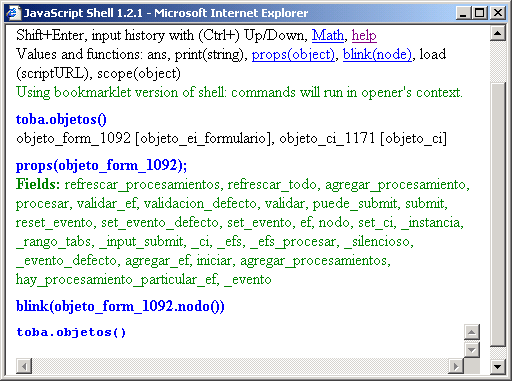 JavaScript Shell 1.2.1 - Microsoft Internet Explorer
Shift+Enter, input history with (Ctrl+) Up/Down, Math, help
Values and functions: ans, print(string), props(object), blink(node), load
(scriptURL), scope(object)
Using bookmarklet version of shell: commands will run in opener's context.
toba.objetos()
objeto_form_1092 [objeto_ei_formulario], objeto_ci_1171 [objeto_ci]
props(objeto_form_1092);
Fields: refrescar_procesamientos, refrescar_todo, agregar_procesamiento,
procesar, validar_ef, validacion_defecto, validar, puede_submit, submit,
reset_evento, set_evento_defecto, set_evento, ef, nodo, set_ci, _instancia,
_rango_tabs, _input_submit, _ci, _efs, _efs_procesar, _silencioso,
_evento_defecto, agregar_ef, iniciar, agregar_procesamientos,
hay_procesamiento_particular_ef, _evento
blink(objeto_form_1092.nodo())
toba.objetos()